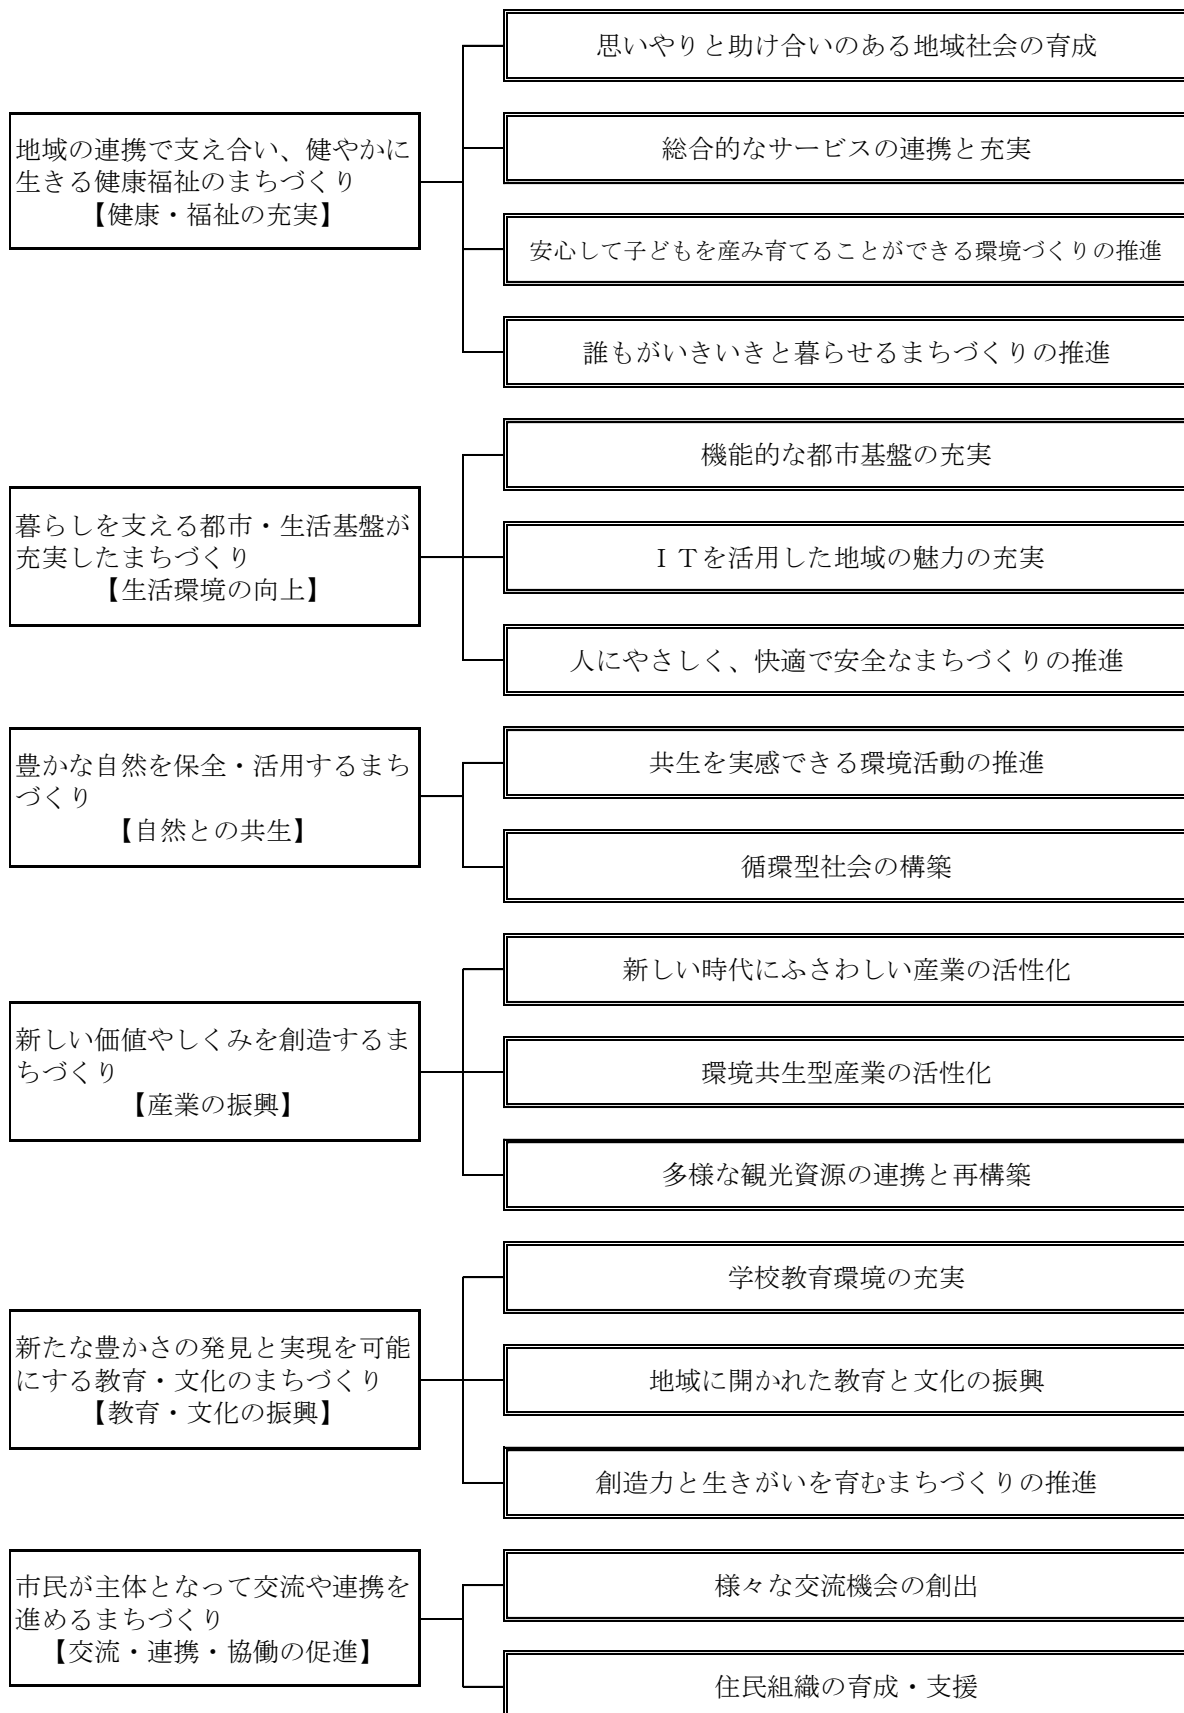 地域の連携で支え合い、健やかに
生きる健康福祉のまちづくり
【健康・福祉の充実】
思いやりと助け合いのある地域社会の育成
総合的なサービスの連携と充実
安心して子どもを産み育てることができる環境づくりの推進
誰もがいきいきと暮らせるまちづくりの推進
暮らしを支える都市・生活基盤が
充実したまちづくり
【生活環境の向上】
機能的な都市基盤の充実
ＩＴを活用した地域の魅力の充実
人にやさしく、快適で安全なまちづくりの推進
豊かな自然を保全・活用するまち
づくり
【自然との共生】
共生を実感できる環境活動の推進
循環型社会の構築
新しい価値やしくみを創造するま
ちづくり
【産業の振興】
新しい時代にふさわしい産業の活性化
環境共生型産業の活性化
多様な観光資源の連携と再構築
新たな豊かさの発見と実現を可能
にする教育・文化のまちづくり
【教育・文化の振興】
学校教育環境の充実
地域に開かれた教育と文化の振興
創造力と生きがいを育むまちづくりの推進
市民が主体となって交流や連携を
進めるまちづくり
【交流・連携・協働の促進】
様々な交流機会の創出
住民組織の育成・支援